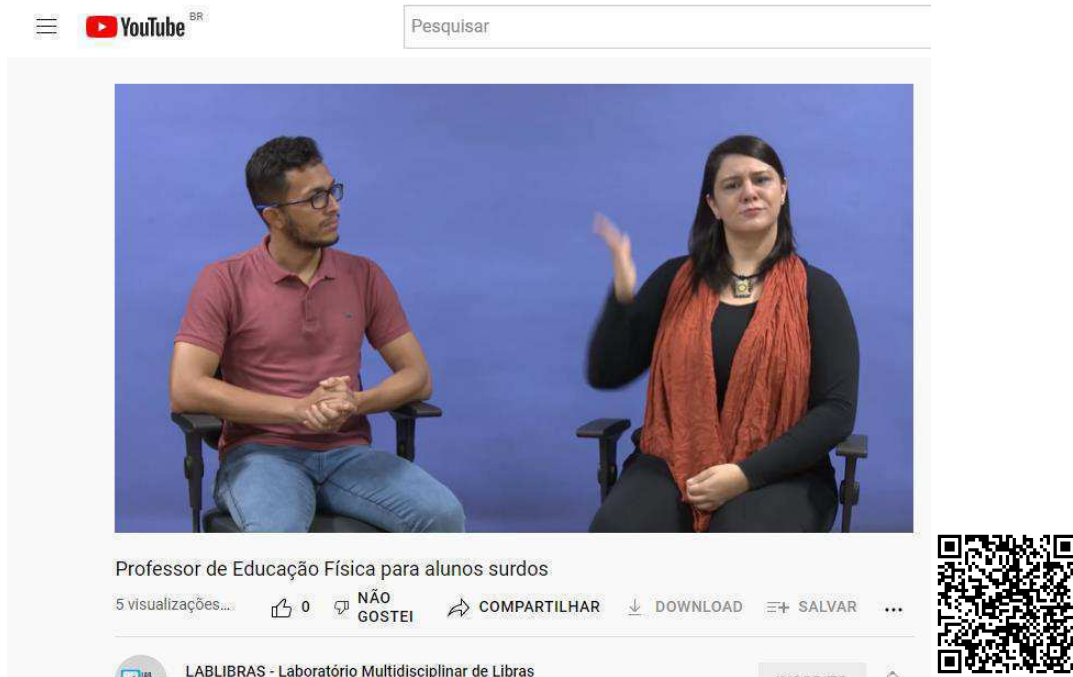 YouTube BR
Pesquisar
Professor de Educação Física para alunos surdos
5 visualizações... 0 NÃO GOSTEI COMPARTILHAR DOWNLOAD SALVAR ...
LABLIBRAS - Laboratório Multidisciplinar de Libras